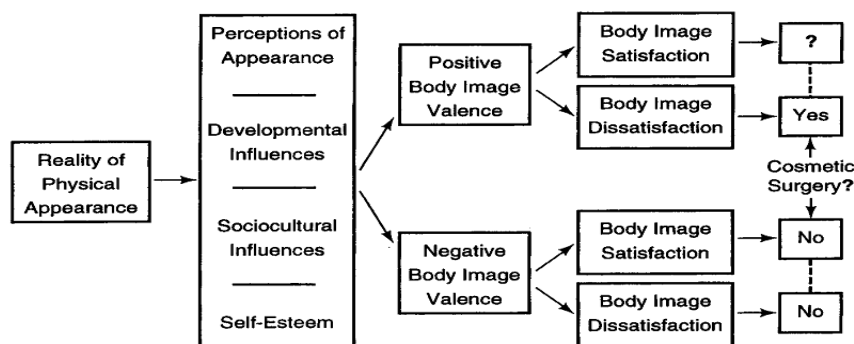 Reality of
Physical
Appearance
Perceptions of
Appearance
Developmental
Influences
Sociocultural
Influences
Self-Esteem
Positive
Body Image
Valence
Negative
Body Image
Valence
Body Image
Satisfaction
Body Image
Dissatisfaction
Body Image
Satisfaction
Body Image
Dissatisfaction
?
Yes
Cosmetic
Surgery?
No
No